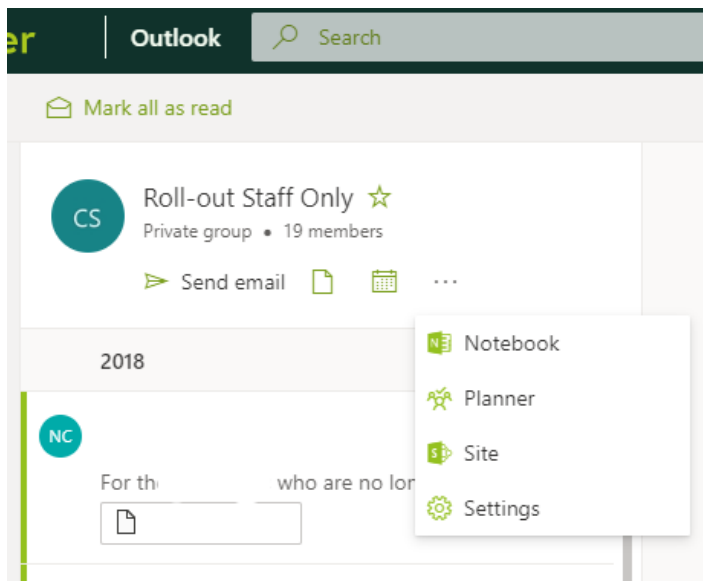 er
Outlook
Search
Mark all as read
CS
Roll-out Staff Only
Private group • 19 members
Send email
...
Notebook
Planner
Site
Settings
2018
NC
For th who are no lon